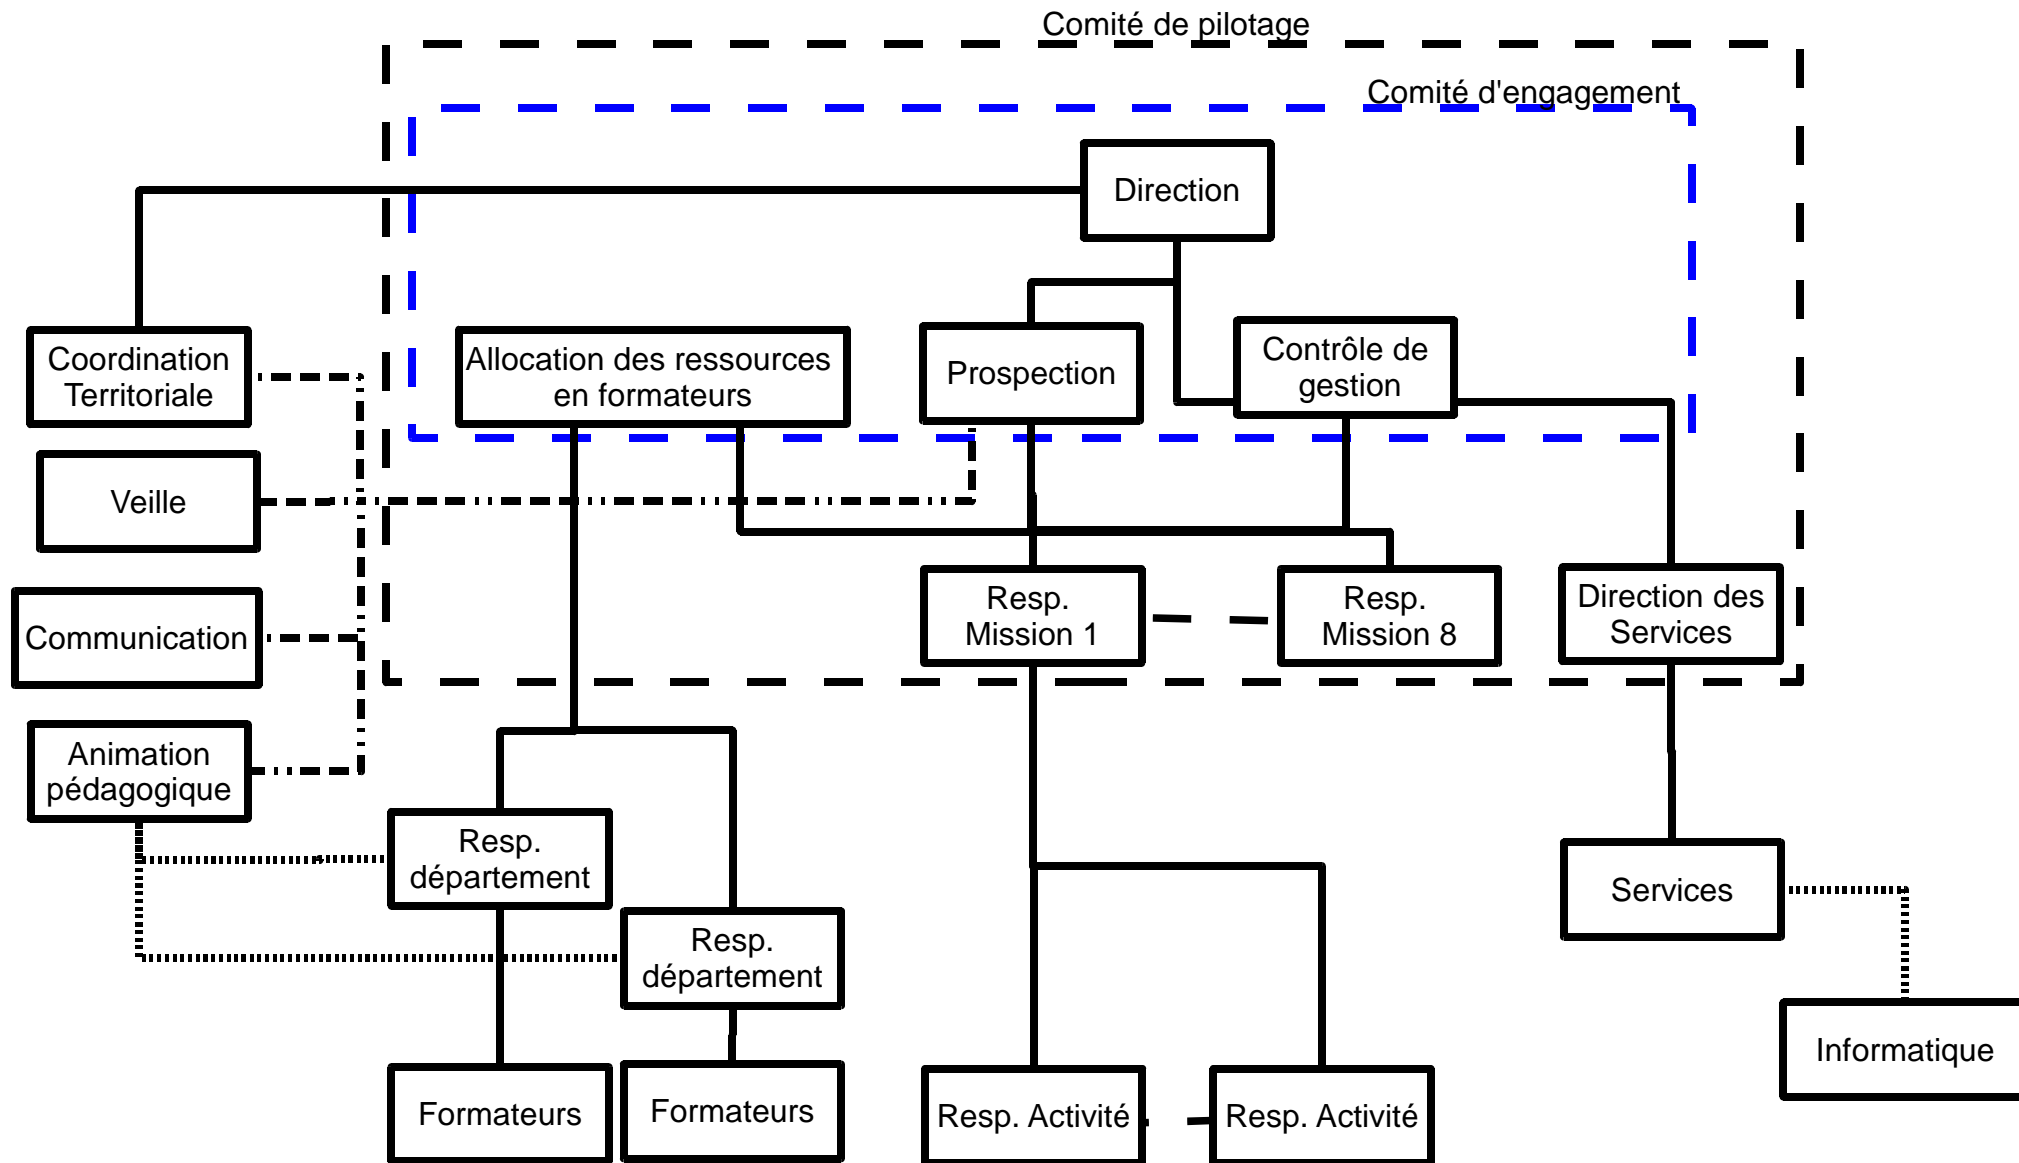 Comité de pilotage
Comité d'engagement
Direction
Coordination
Territoriale
Allocation des ressources
en formateurs
Prospection
Contrôle de
gestion
Veille
Communication
Resp.
Mission 1
Resp.
Mission 8
Direction des
Services
Animation
pédagogique
Resp.
département
Resp.
département
Services
Informatique
Formateurs
Formateurs
Resp. Activité
Resp. Activité